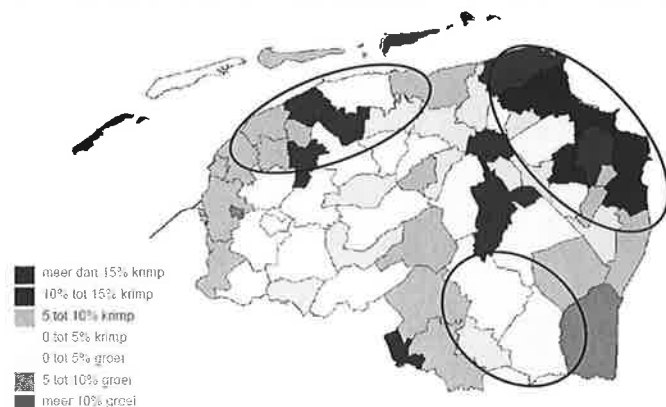 meer dan 15% krimp
10% tot 15% krimp
5 tot 10% krimp
0 tot 5% krimp
0 tot 5% groei
5 tot 10% groei
meer 10% groei